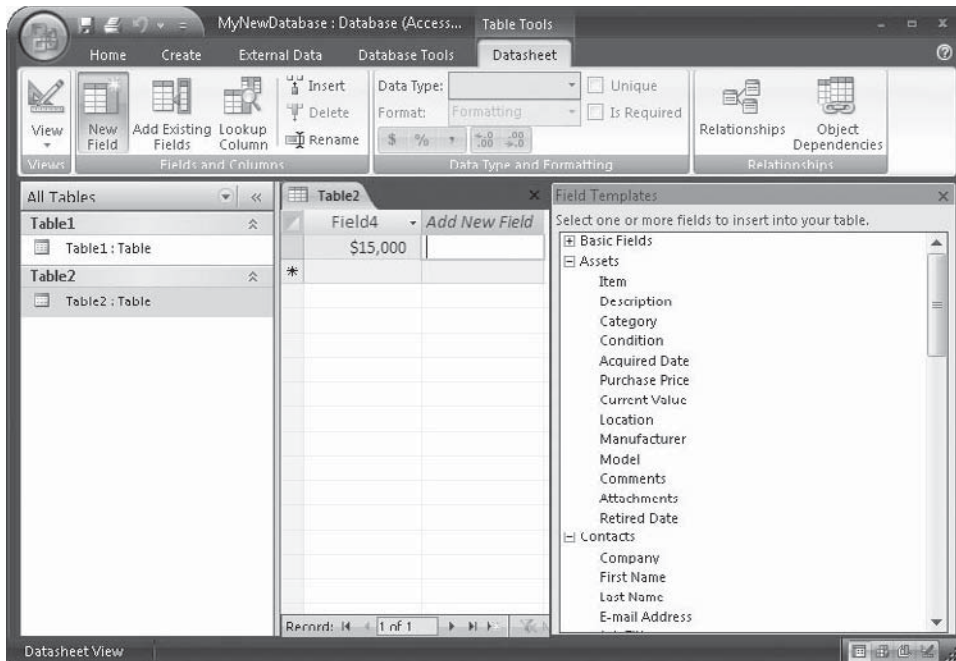 MyNewDatabase : Database (Access... Table Tools
Home Create External Data Database Tools Datasheet
View
Views
New Field
Add Existing Fields
Lookup Column
Insert
Delete
Rename
Fields and Columns
Data Type:
Format: Formatting
$ % ,
.0 .00
.00 .0
Unique
Is Required
Data Type and Formatting
Relationships
Object Dependencies
Relationships
All Tables
Table1
Table1 : Table
Table2
Table2 : Table
Table2
Field4 Add New Field
$15,000
Record: 1 of 1
Field Templates
Select one or more fields to insert into your table.
Basic Fields
Assets
Item
Description
Category
Condition
Acquired Date
Purchase Price
Current Value
Location
Manufacturer
Model
Comments
Attachments
Retired Date
Contacts
Company
First Name
Last Name
E-mail Address
Datasheet View